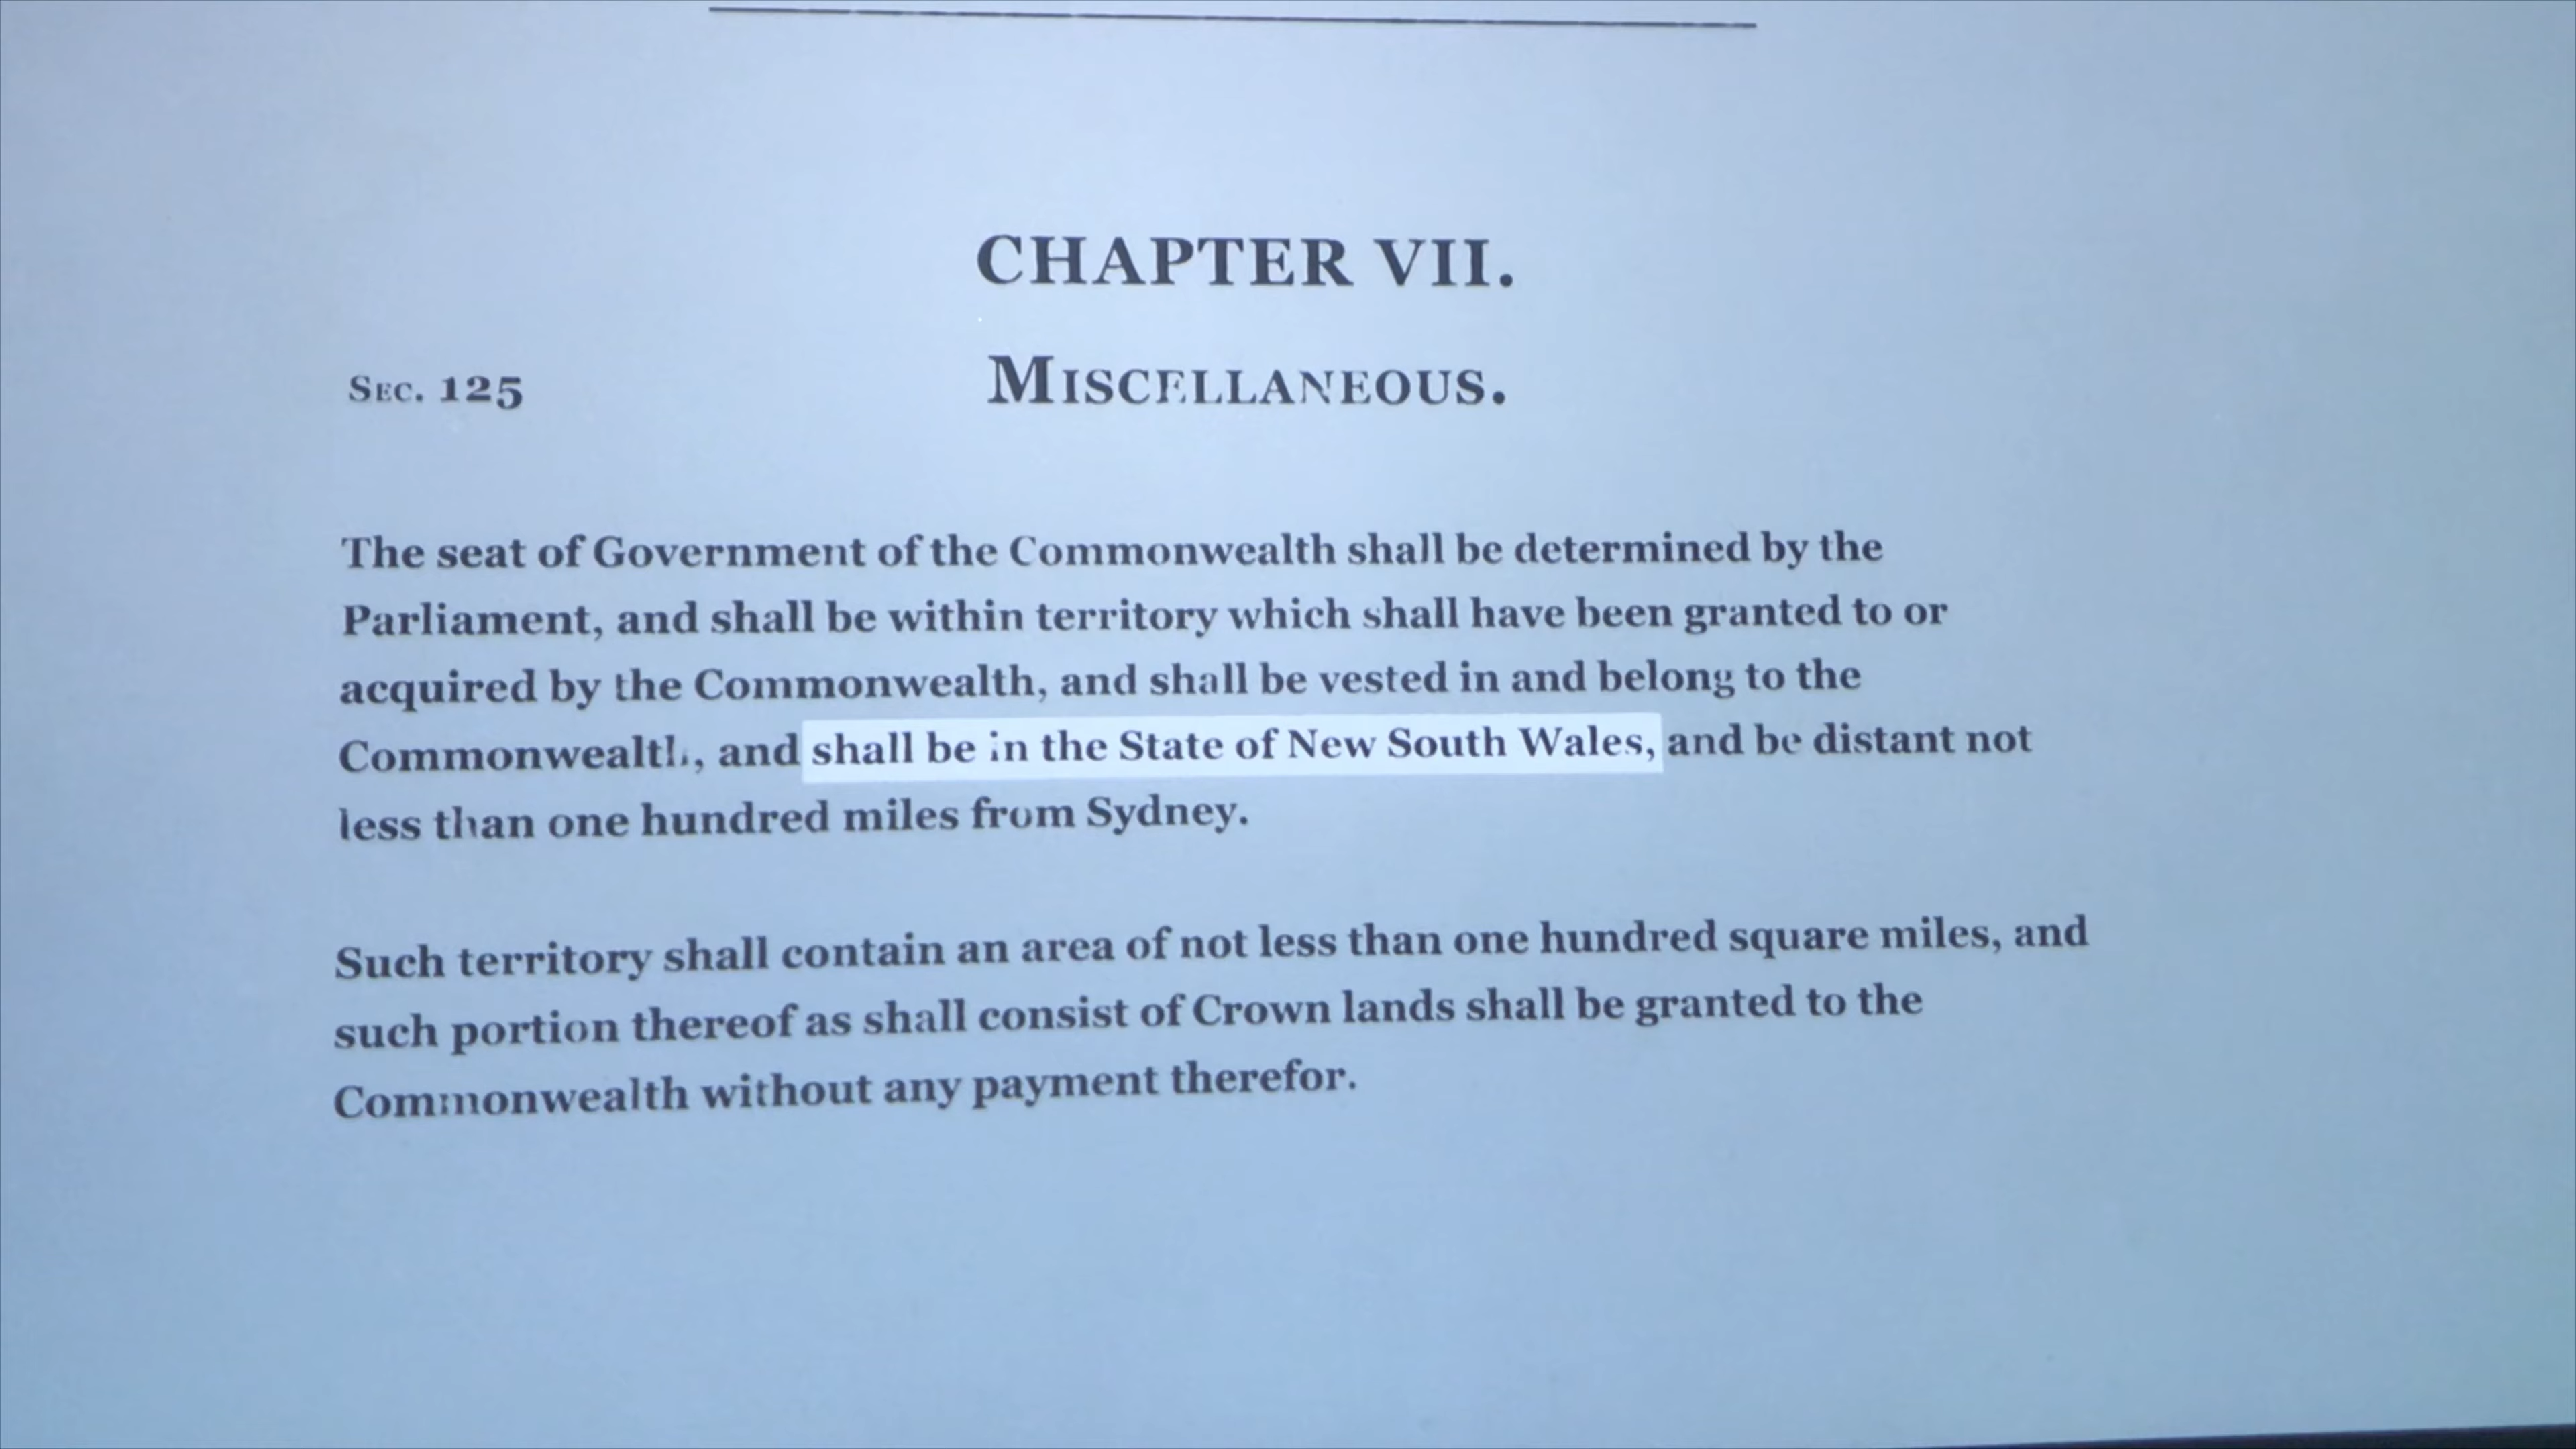 CHAPTER VII.
SEC. 125
MISCELLANEOUS.
The seat of Government of the Commonwealth shall be determined by the
Parliament, and shall be within territory which shall have been granted to or
acquired by the Commonwealth, and shall be vested in and belong to the
Commonwealth, and shall be in the State of New South Wales, and be distant not
less than one hundred miles from Sydney.
Such territory shall contain an area of not less than one hundred square miles, and
such portion thereof as shall consist of Crown lands shall be granted to the
Commonwealth without any payment therefor.